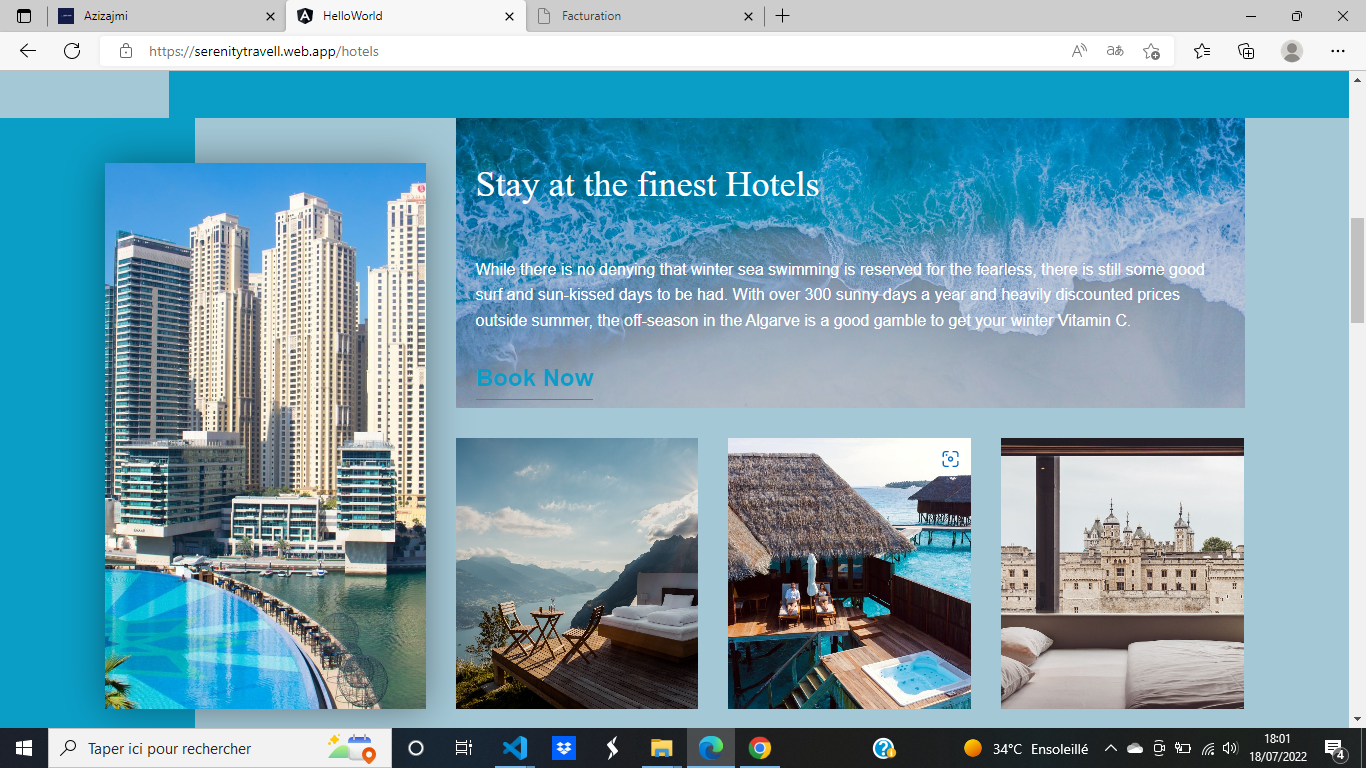 Azizajmi
HelloWorld
Facturation
https://serenitytravell.web.app/hotels
Stay at the finest Hotels
While there is no denying that winter sea swimming is reserved for the fearless, there is still some good
surf and sun-kissed days to be had. With over 300 sunny days a year and heavily discounted prices
outside summer, the off-season in the Algarve is a good gamble to get your winter Vitamin C.
Book Now
Taper ici pour rechercher
34°C Ensoleillé
18:01
18/07/2022
4